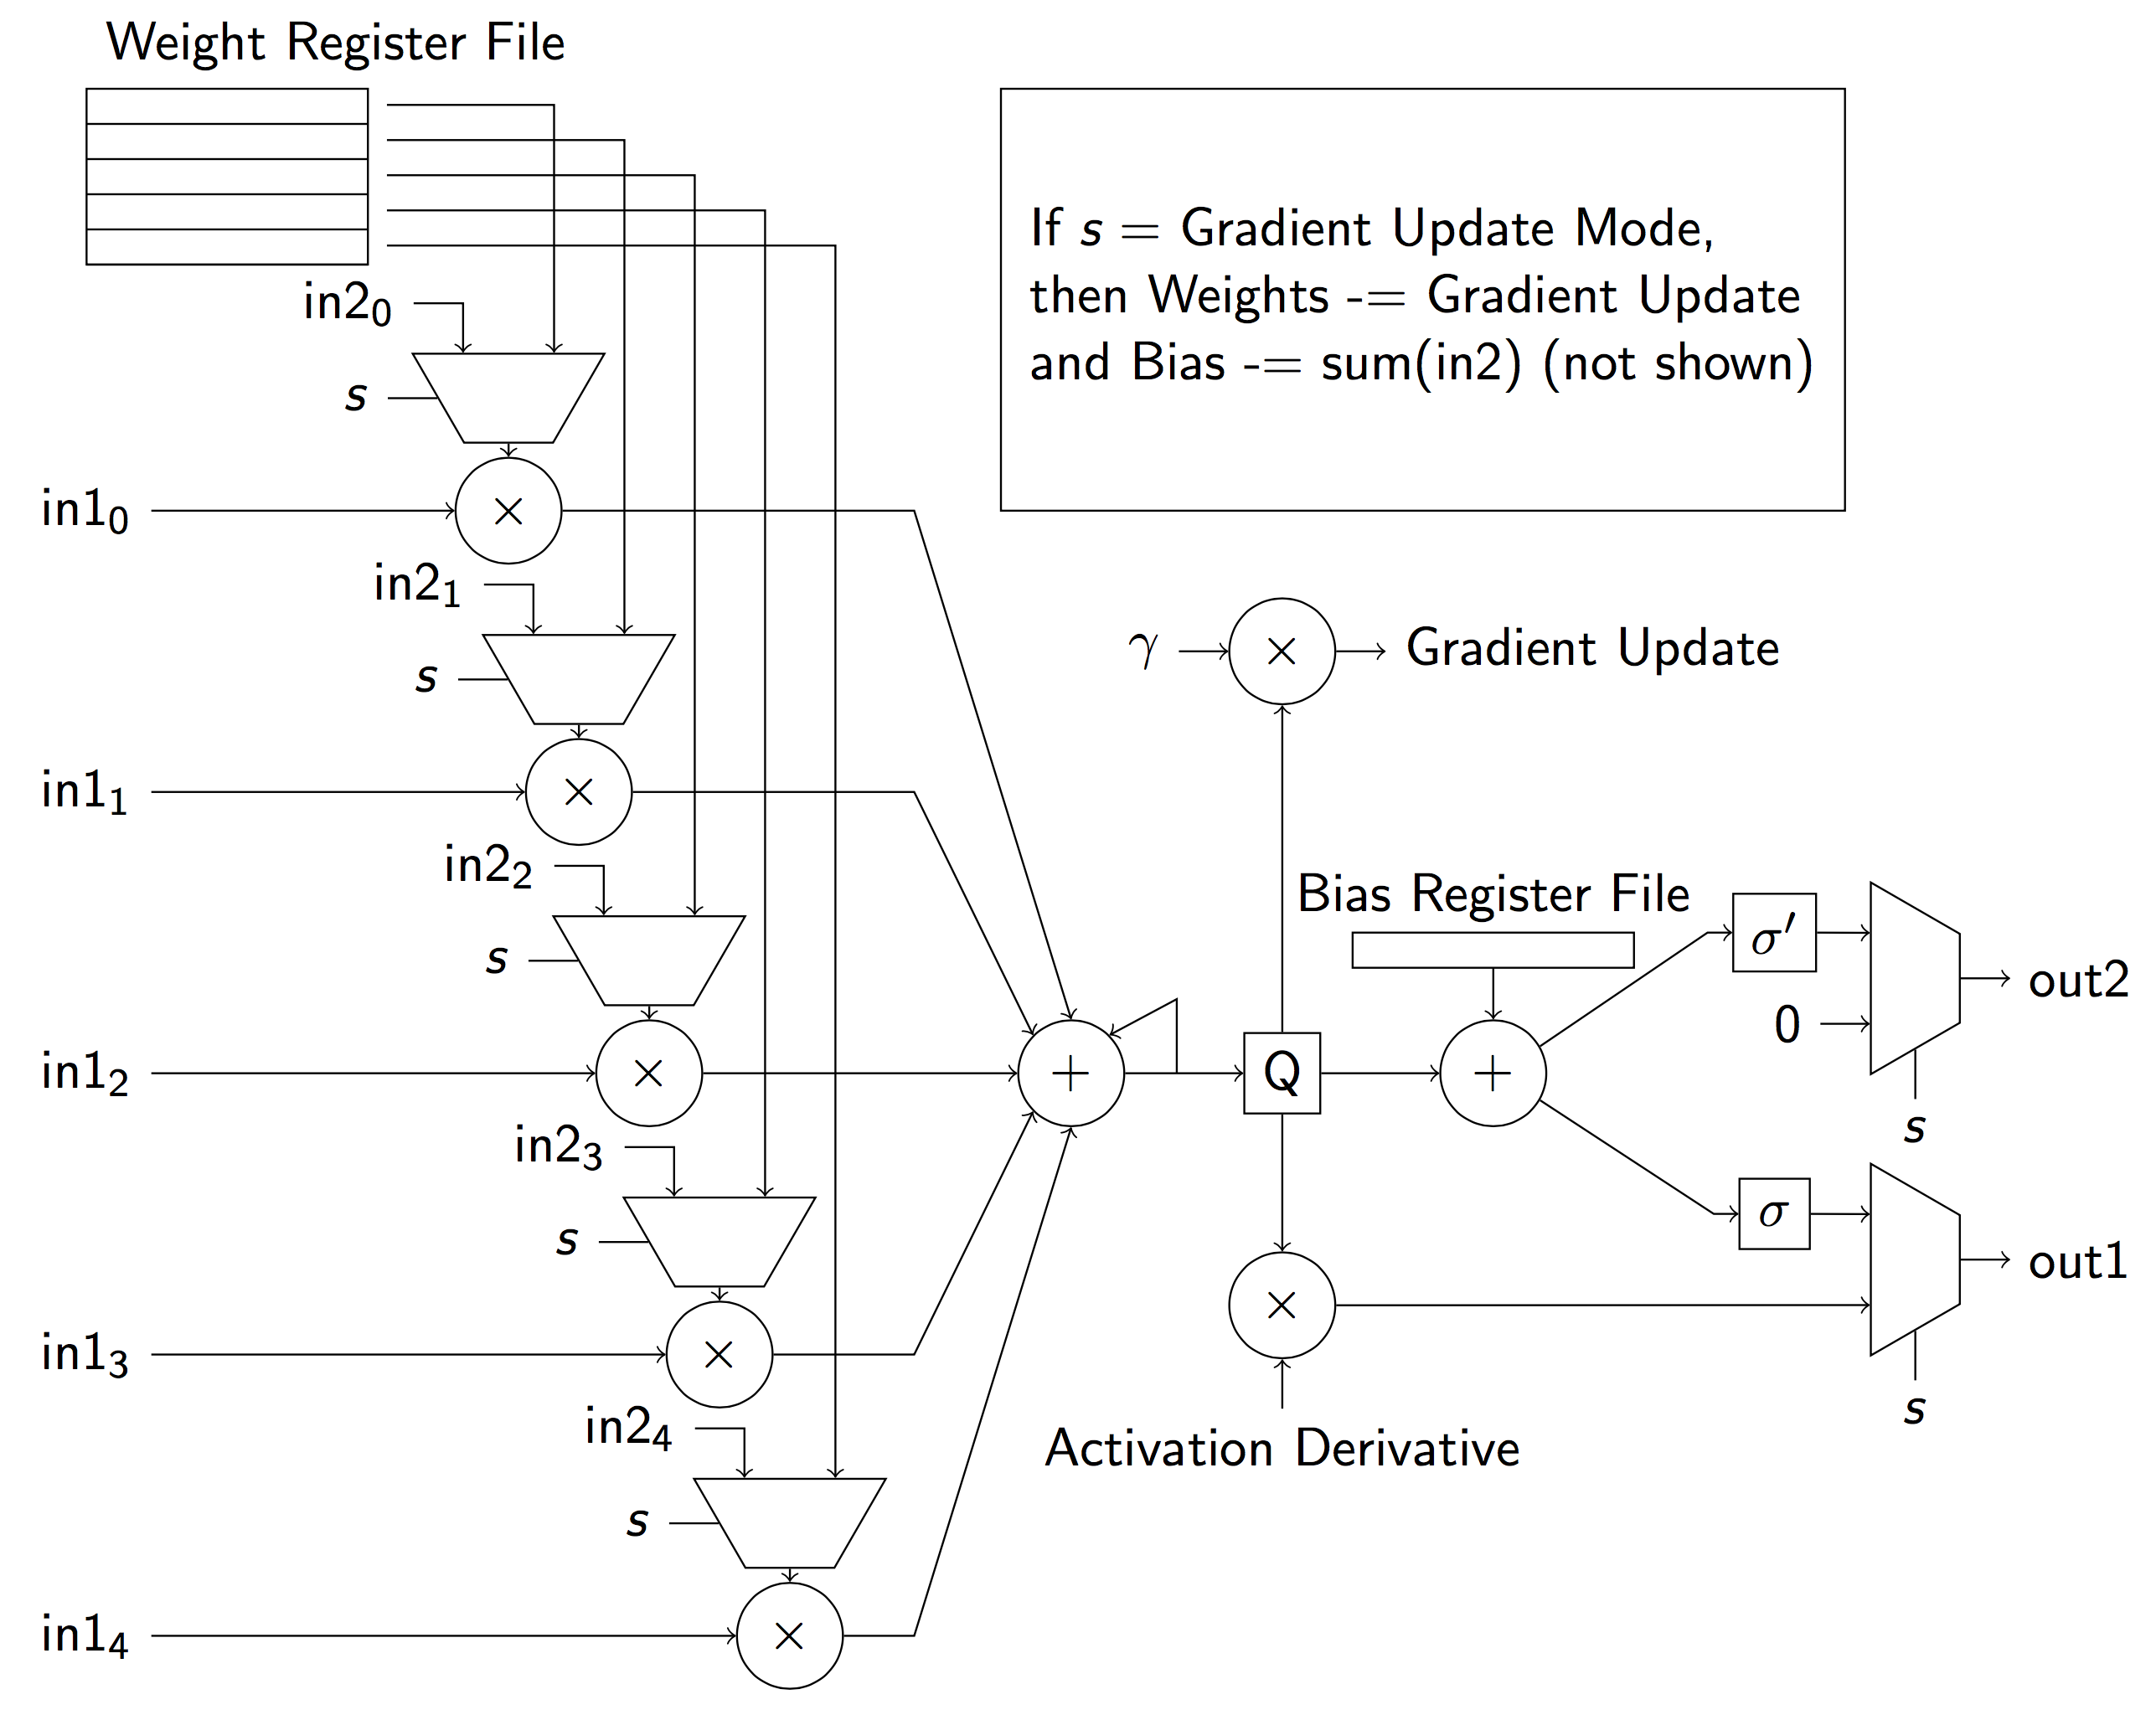 Weight Register File
If s = Gradient Update Mode,
then Weights -= Gradient Update
and Bias -= sum(in2) (not shown)
in2₀
s
×
in1₀
in2₁
s
×
in1₁
γ
×
Gradient Update
in2₂
s
×
in1₂
+
Q
Bias Register File
+
σ′
0
out2
s
in2₃
s
×
in1₃
×
Activation Derivative
σ
out1
s
in2₄
s
×
in1₄